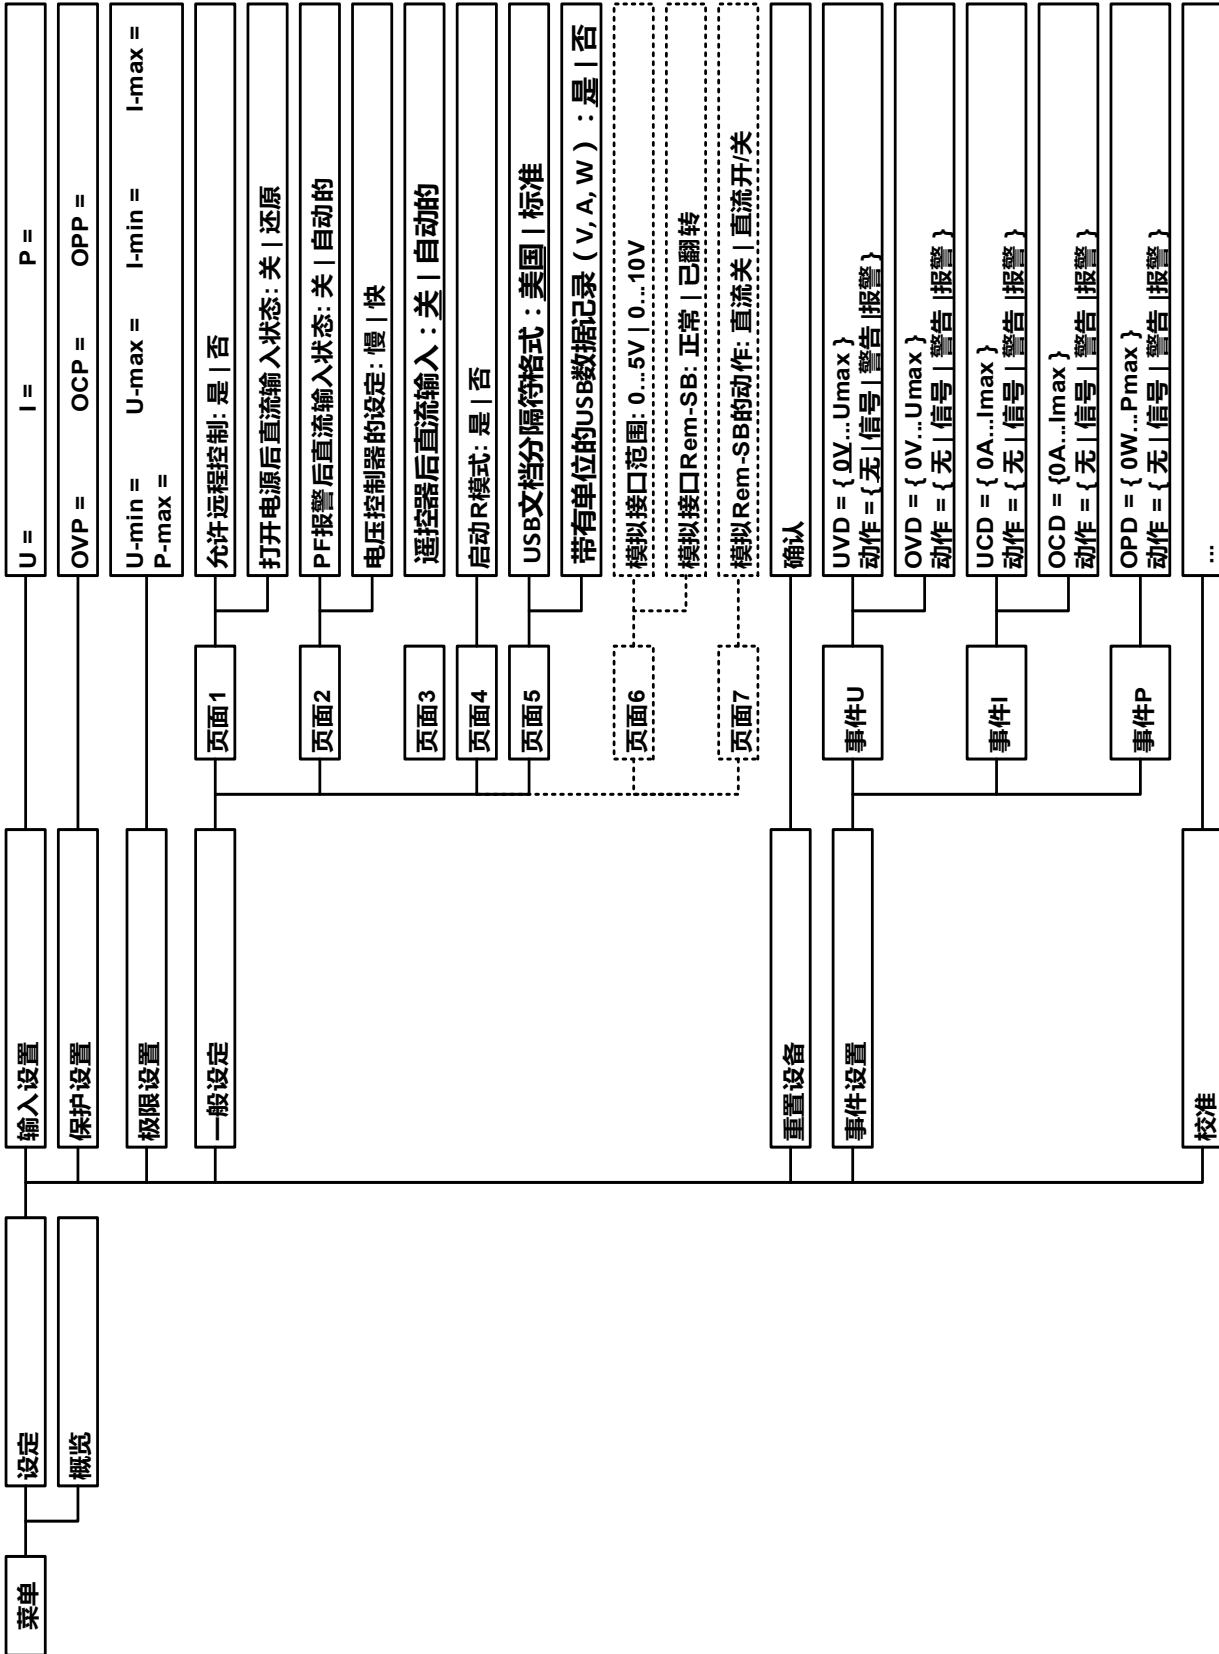 菜单
设定
概览
输入设置
U = I = P =
保护设置
OVP = OCP = OPP =
极限设置
U-min = U-max = I-min = I-max =
P-max =
一般设定
页面1
允许远程控制: 是 | 否
打开电源后直流输入状态: 关 | 还原
页面2
PF报警后直流输入状态: 关 | 自动的
电压控制器的设定: 慢 | 快
页面3
遥控器后直流输入：关 | 自动的
页面4
启动R模式: 是 | 否
页面5
USB文档分隔符格式：美国 | 标准
带有单位的USB数据记录（V, A, W）：是 | 否
页面6
模拟接口范围: 0...5V | 0...10V
模拟接口Rem-SB: 正常 | 已翻转
页面7
模拟Rem-SB的动作: 直流关 | 直流开/关
重置设备
确认
事件设置
事件U
UVD = { 0V...Umax }
动作 = { 无 | 信号 | 警告 |报警 }
OVD = { 0V...Umax }
动作 = { 无 | 信号 | 警告 |报警 }
事件I
UCD = { 0A...Imax }
动作 = { 无 | 信号 | 警告 |报警 }
OCD = {0A...Imax }
动作 = { 无 | 信号 | 警告 |报警 }
事件P
OPD = { 0W...Pmax }
动作 = { 无 | 信号 | 警告 |报警 }
校准
...